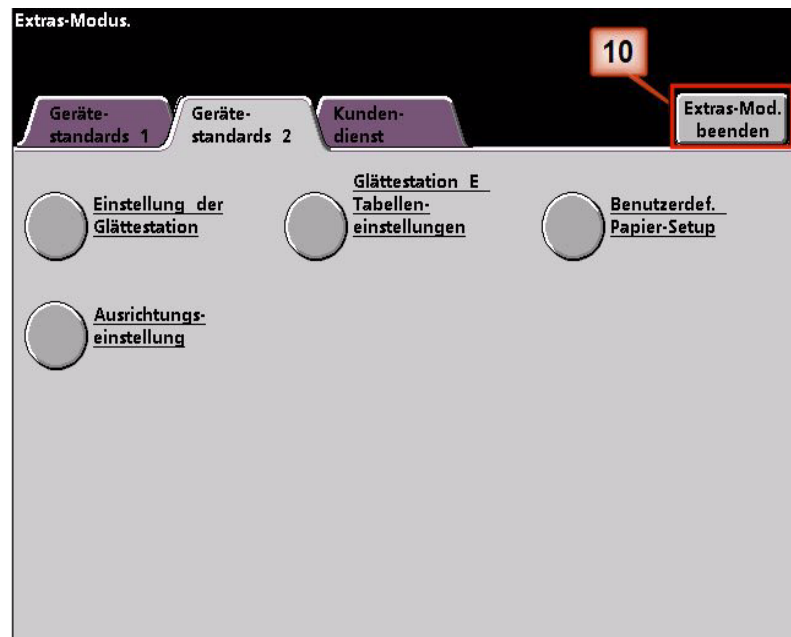 Extras-Modus.
10
Geräte-
standards 1
Geräte-
standards 2
Kunden-
dienst
Extras-Mod.
beenden
Einstellung der
Glättestation
Glättestation E
Tabellen-
einstellungen
Benutzerdef.
Papier-Setup
Ausrichtungs-
einstellung